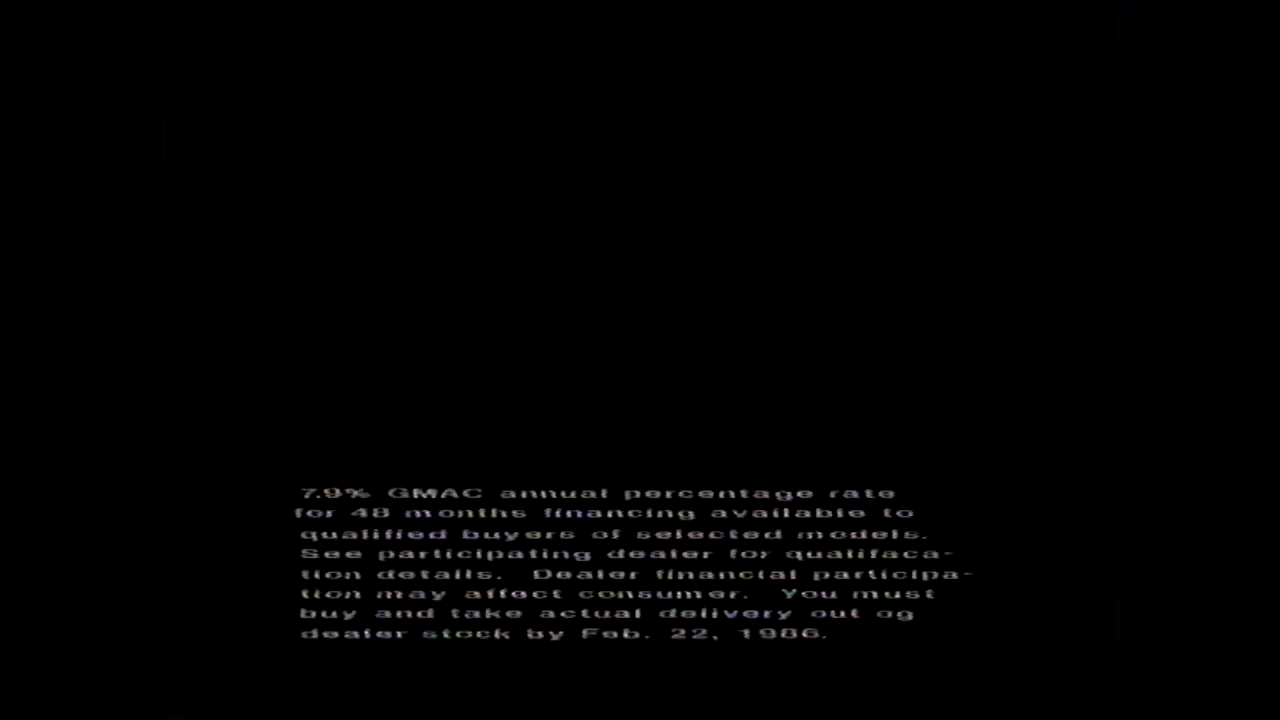 7.9% GMAC annual percentage rate
for 48 months financing available to
qualified buyers of selected models.
See participating dealer for qualifaca-
tion details. Dealer financial participa-
tion may affect consumer. You must
buy and take actual delivery out og
dealer stock by Feb. 22, 1986.